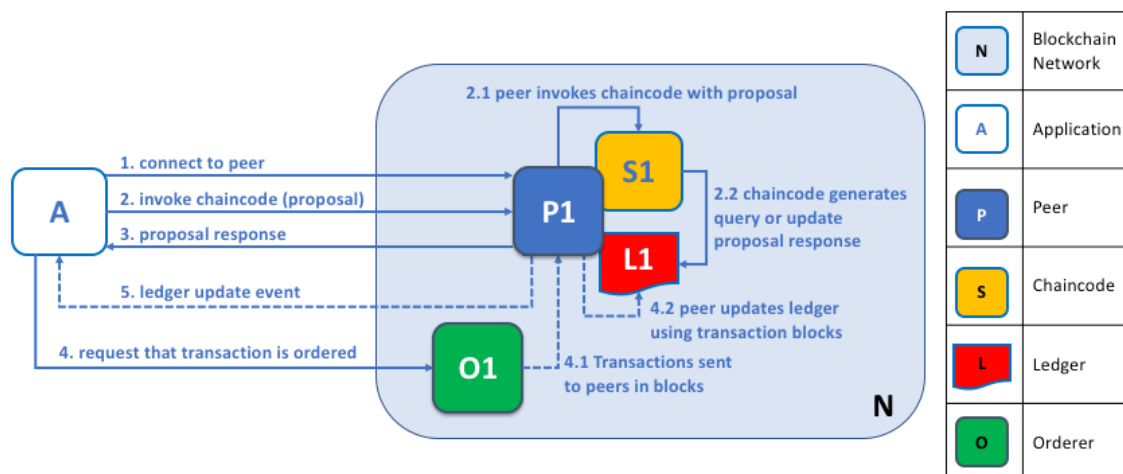 2.1 peer invokes chaincode with proposal
1. connect to peer
S1
A
2. invoke chaincode (proposal)
P1
2.2 chaincode generates
query or update
proposal response
3. proposal response
L1
5. ledger update event
4.2 peer updates ledger
using transaction blocks
4. request that transaction is ordered
O1
4.1 Transactions sent
to peers in blocks
N
N
Blockchain
Network
A
Application
P
Peer
S
Chaincode
L
Ledger
O
Orderer